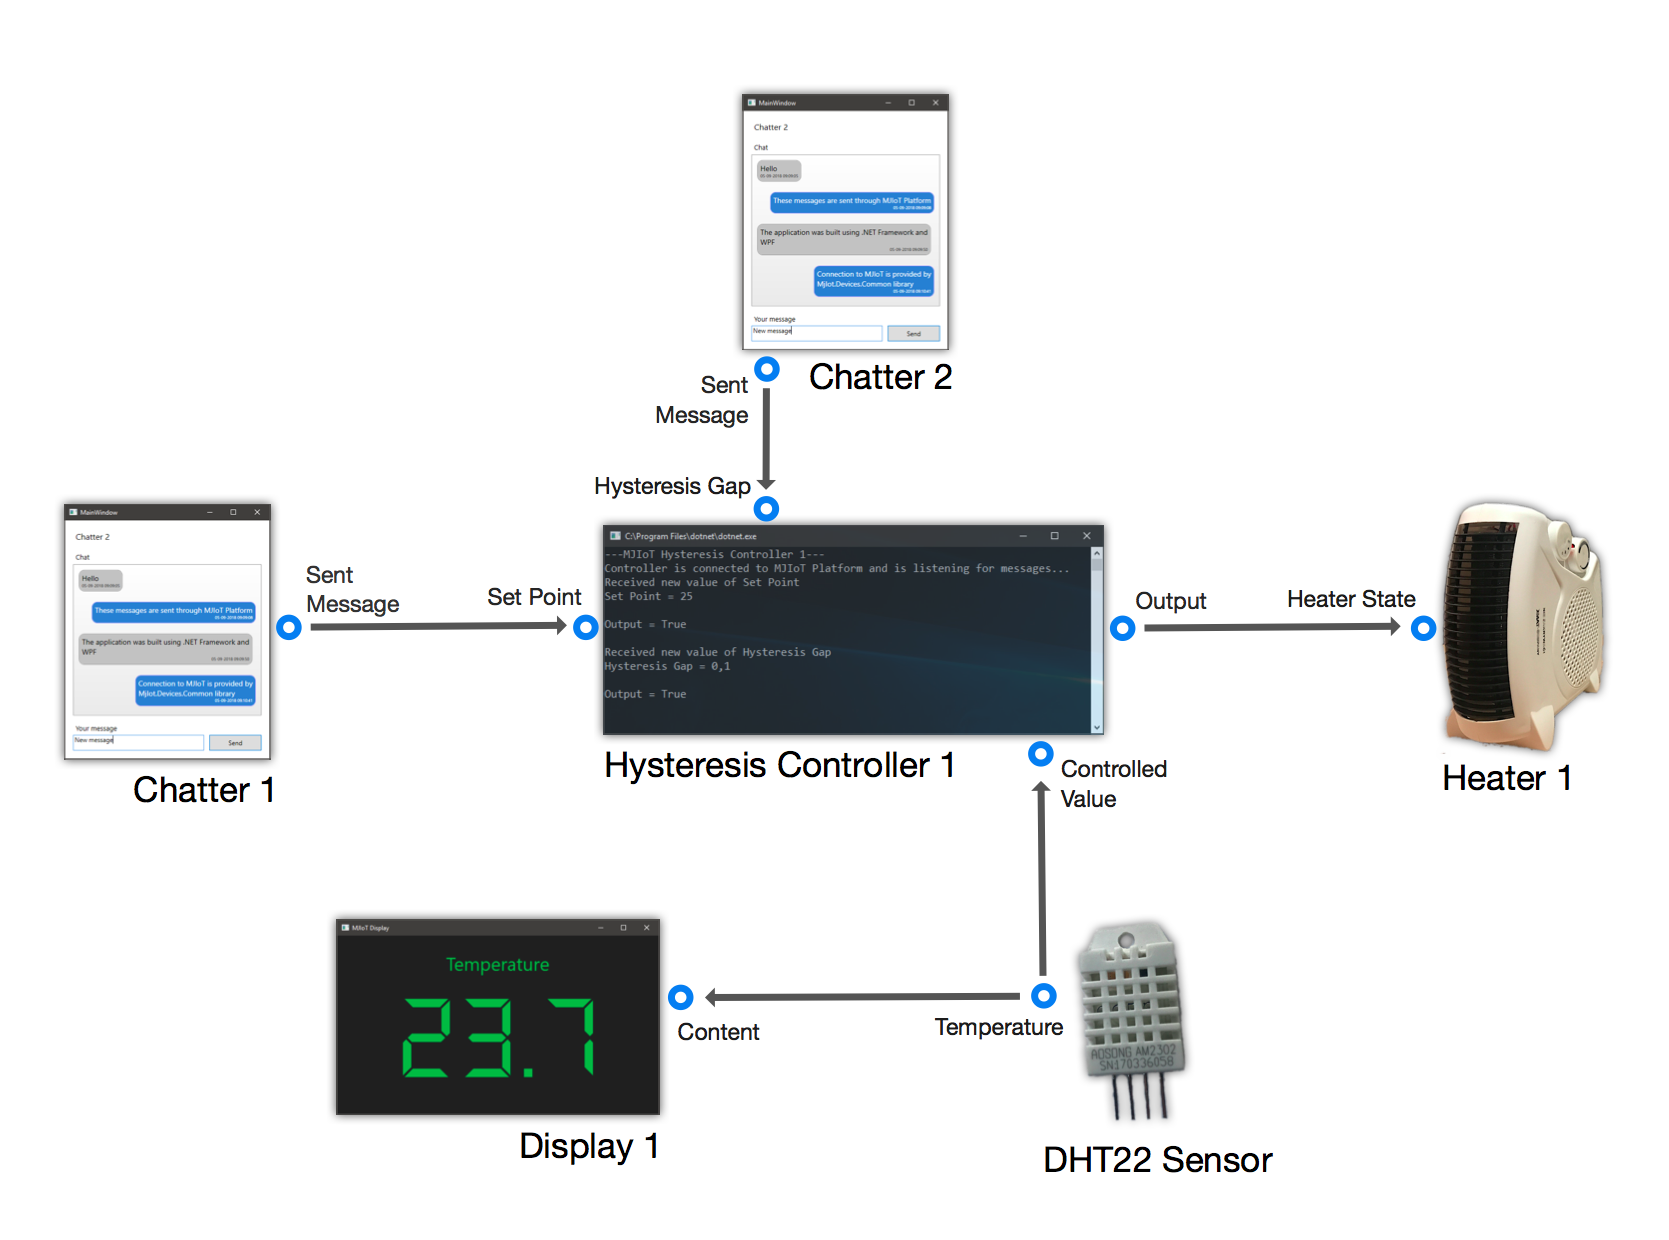 MainWindow
Chatter 2
Chat
Hello
These messages are sent through MJIoT Platform
The application was built using .NET Framework and
WPF
Connection to MJIoT is provided by
MjIot.Devices.Common library
Your message
New message
Send
Chatter 2
Sent
Message
Hysteresis Gap
MainWindow
Chatter 2
Chat
Hello
These messages are sent through MJIoT Platform
The application was built using .NET Framework and
WPF
Connection to MJIoT is provided by
MjIot.Devices.Common library
Your message
New message
Send
Chatter 1
Sent
Message
Set Point
C:\Program Files\dotnet\dotnet.exe
---MJIoT Hysteresis Controller 1---
Controller is connected to MJIoT Platform and is listening for messages...
Received new value of Set Point
Set Point = 25
Output = True
Received new value of Hysteresis Gap
Hysteresis Gap = 0,1
Output = True
Hysteresis Controller 1
Output
Heater State
Heater 1
Controlled
Value
MJIoT Display
Temperature
23.7
Display 1
Content
Temperature
AOSONG AM2302
SN170336058
DHT22 Sensor